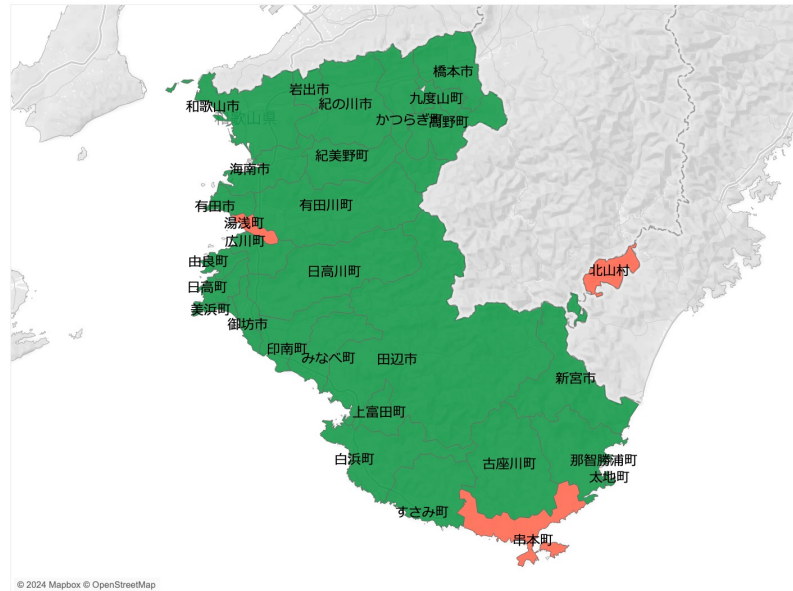 橋本市
岩出市
九度山町
和歌山市
紀の川市
和歌山県
かつらぎ町
高野町
紀美野町
海南市
有田市
有田川町
湯浅町
広川町
由良町
日高川町
北山村
日高町
美浜町
御坊市
印南町
みなべ町
田辺市
新宮市
上富田町
白浜町
古座川町
那智勝浦町
太地町
すさみ町
串本町
© 2024 Mapbox © OpenStreetMap